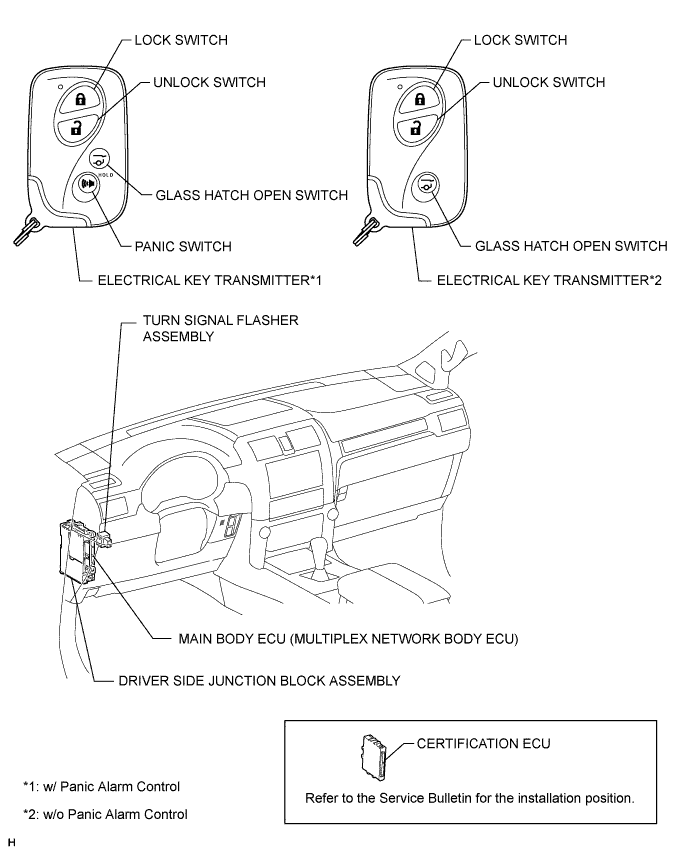 LOCK SWITCH
UNLOCK SWITCH
HOLD
GLASS HATCH OPEN SWITCH
PANIC SWITCH
ELECTRICAL KEY TRANSMITTER*1
LOCK SWITCH
UNLOCK SWITCH
GLASS HATCH OPEN SWITCH
ELECTRICAL KEY TRANSMITTER*2
TURN SIGNAL FLASHER
ASSEMBLY
MAIN BODY ECU (MULTIPLEX NETWORK BODY ECU)
DRIVER SIDE JUNCTION BLOCK ASSEMBLY
CERTIFICATION ECU
Refer to the Service Bulletin for the installation position.
*1: w/ Panic Alarm Control
*2: w/o Panic Alarm Control
H